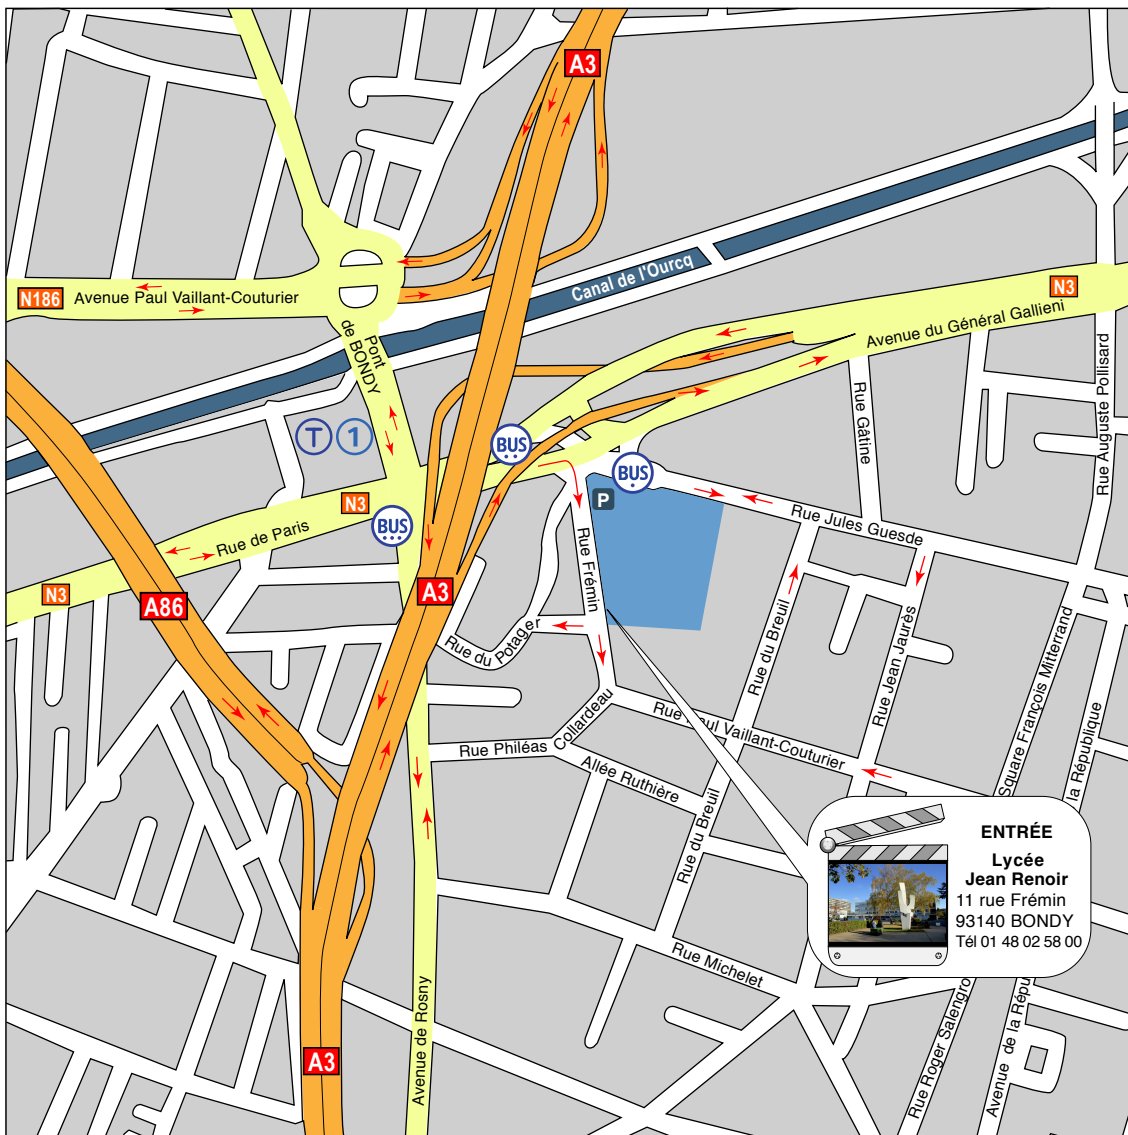 A3
N186
Avenue Paul Vaillant-Couturier
Canal de l'Ourcq
N3
Avenue du Général Gallieni
Pont
de BONDY
Rue Auguste Pollisard
Rue Gâtine
T
1
BUS
BUS
P
N3
BUS
Rue de Paris
Rue Jules Guesde
Rue Frémin
N3
A86
A3
Rue du Potager
Rue du Breuil
Rue Jean Jaurès
Square François Mitterrand
la République
Rue Paul Vaillant-Couturier
Rue Philéas Collardeau
Allée Ruthière
Rue du Breuil
ENTRÉE
Lycée
Jean Renoir
11 rue Frémin
93140 BONDY
Tél 01 48 02 58 00
Rue Michelet
Avenue de Rosny
Rue Roger Salengro
Avenue de la Répu
A3